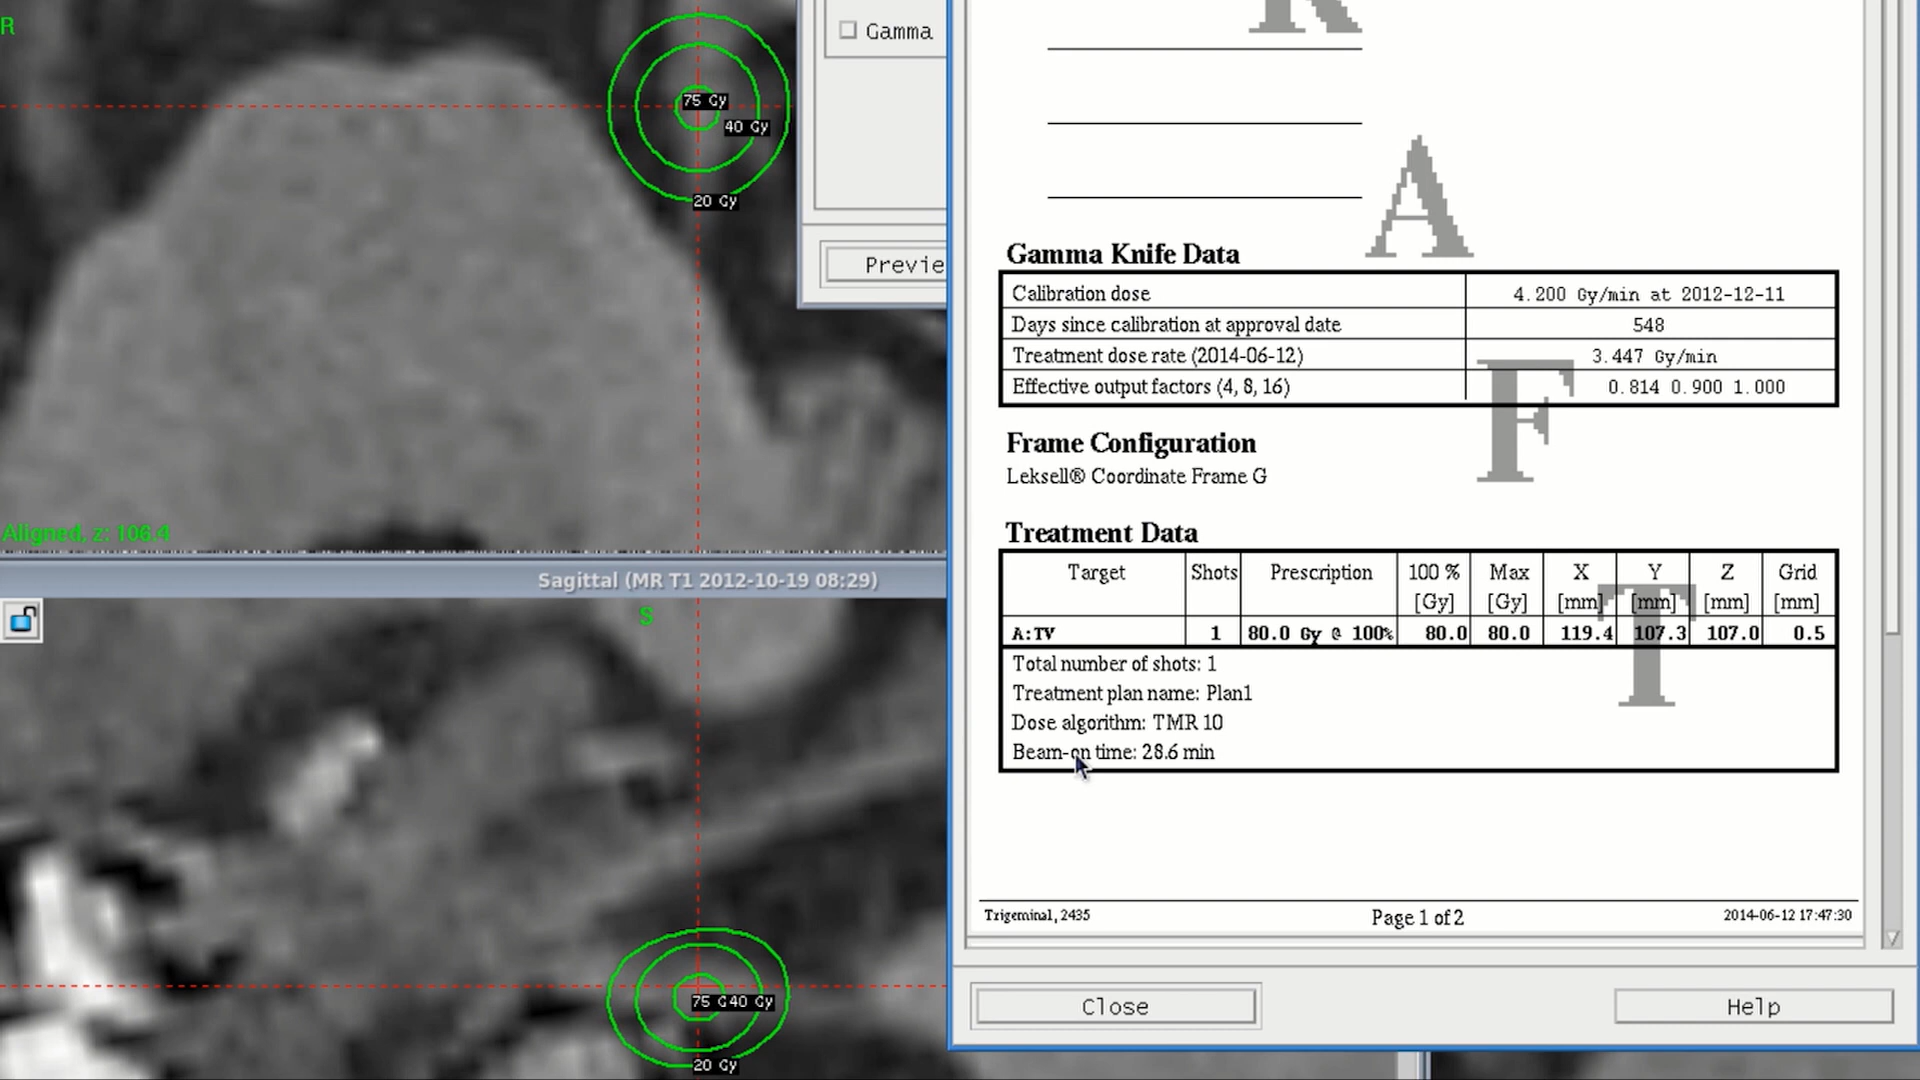 R
75 Gy
40 Gy
20 Gy
Aligned, z: 106.4
Sagittal (MR T1 2012-10-19 08:29)
S
75 G
40 Gy
20 Gy
Gamma
Previe
R
A
F
T
Gamma Knife Data
Calibration dose 4.200 Gy/min at 2012-12-11
Days since calibration at approval date 548
Treatment dose rate (2014-06-12) 3.447 Gy/min
Effective output factors (4, 8, 16) 0.814 0.900 1.000
Frame Configuration
Leksell® Coordinate Frame G
Treatment Data
Target Shots Prescription 100 % Max X Y Z Grid
[Gy] [Gy] [mm] [mm] [mm] [mm]
A:TV 1 80.0 Gy @ 100% 80.0 80.0 119.4 107.3 107.0 0.5
Total number of shots: 1
Treatment plan name: Plan1
Dose algorithm: TMR 10
Beam-on time: 28.6 min
Trigeminal, 2435 Page 1 of 2 2014-06-12 17:47:30
Close Help